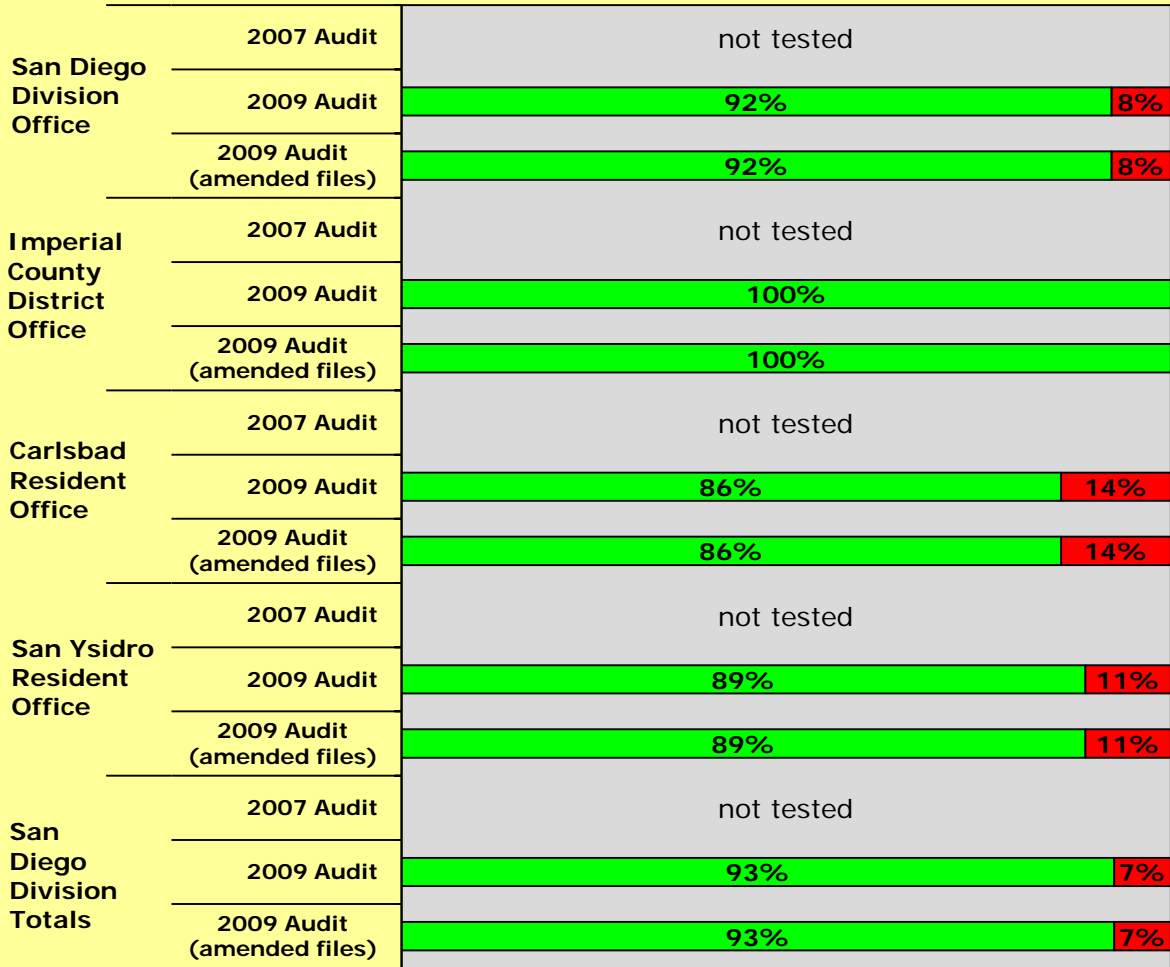 San Diego
Division
Office
2007 Audit
not tested
2009 Audit
92% 8%
2009 Audit
(amended files)
92% 8%
Imperial
County
District
Office
2007 Audit
not tested
2009 Audit
100%
2009 Audit
(amended files)
100%
Carlsbad
Resident
Office
2007 Audit
not tested
2009 Audit
86% 14%
2009 Audit
(amended files)
86% 14%
San Ysidro
Resident
Office
2007 Audit
not tested
2009 Audit
89% 11%
2009 Audit
(amended files)
89% 11%
San
Diego
Division
Totals
2007 Audit
not tested
2009 Audit
93% 7%
2009 Audit
(amended files)
93% 7%